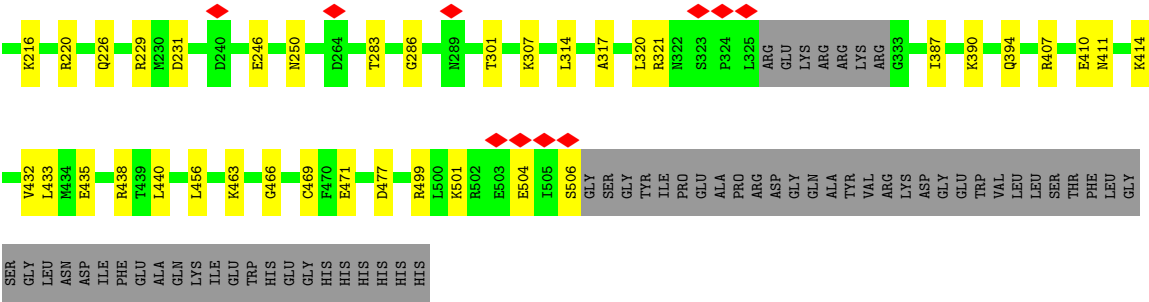 K216 R220 Q226 R229 M230 D231 D240 E246 N250 D264 T283 G286 N289 T301 K307 L314 A317 L320 R321 N322 S323 P324 L325 ARG GLU LYS ARG ARG LYS ARG G333 I387 K390 Q394 R407 E410 N411 K414
V432 L433 M434 E435 R438 T439 L440 L456 K463 G466 C469 F470 E471 D477 R499 L500 K501 R502 E503 E504 I505 S506 GLY SER GLY TYR ILE PRO GLU ALA PRO ARG ASP GLY GLN ALA TYR VAL ARG LYS ASP GLY GLU TRP VAL LEU LEU SER THR PHE LEU GLY
SER GLY LEU ASN ASP ILE PHE GLU ALA GLN LYS ILE GLU TRP HIS GLU GLY HIS HIS HIS HIS HIS HIS